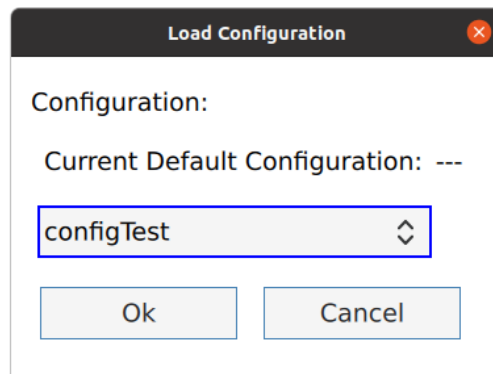 Load Configuration
Configuration:
Current Default Configuration: ---
configTest
Ok Cancel